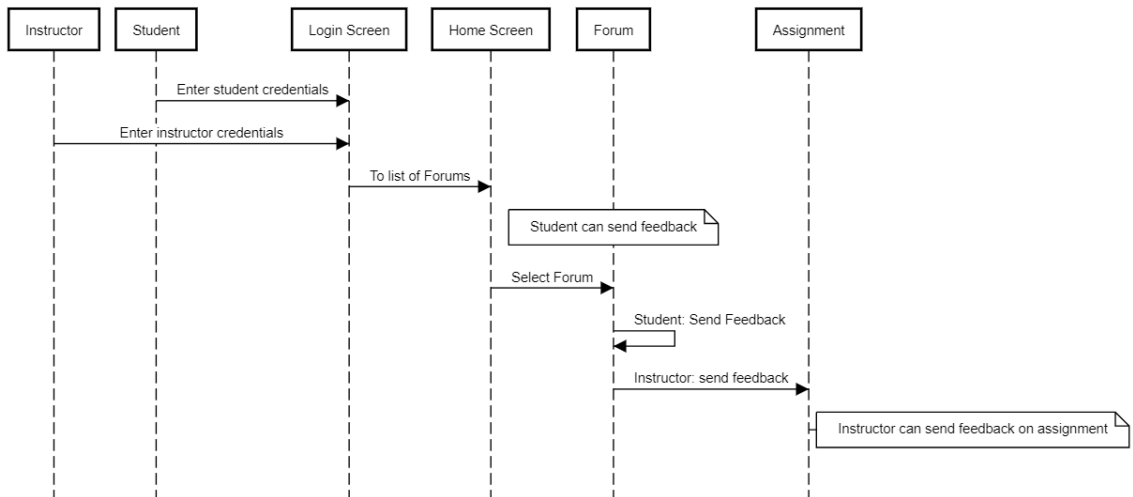 Instructor
Student
Login Screen
Home Screen
Forum
Assignment
Enter student credentials
Enter instructor credentials
To list of Forums
Student can send feedback
Select Forum
Student: Send Feedback
Instructor: send feedback
Instructor can send feedback on assignment